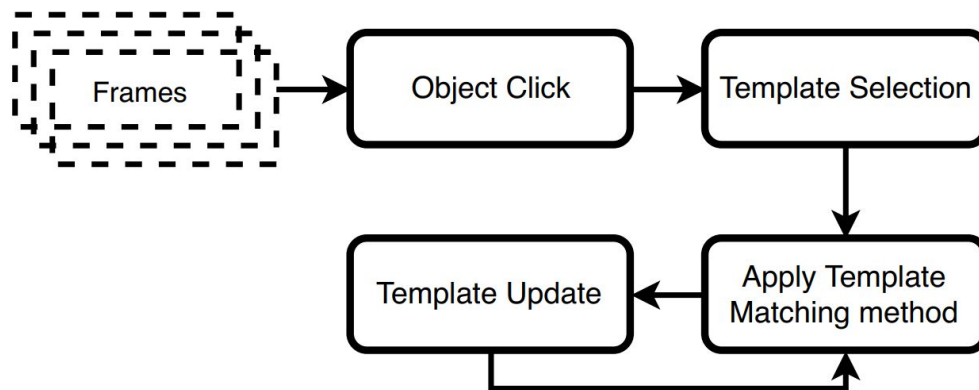 Frames
Object Click
Template Selection
Apply Template
Matching method
Template Update